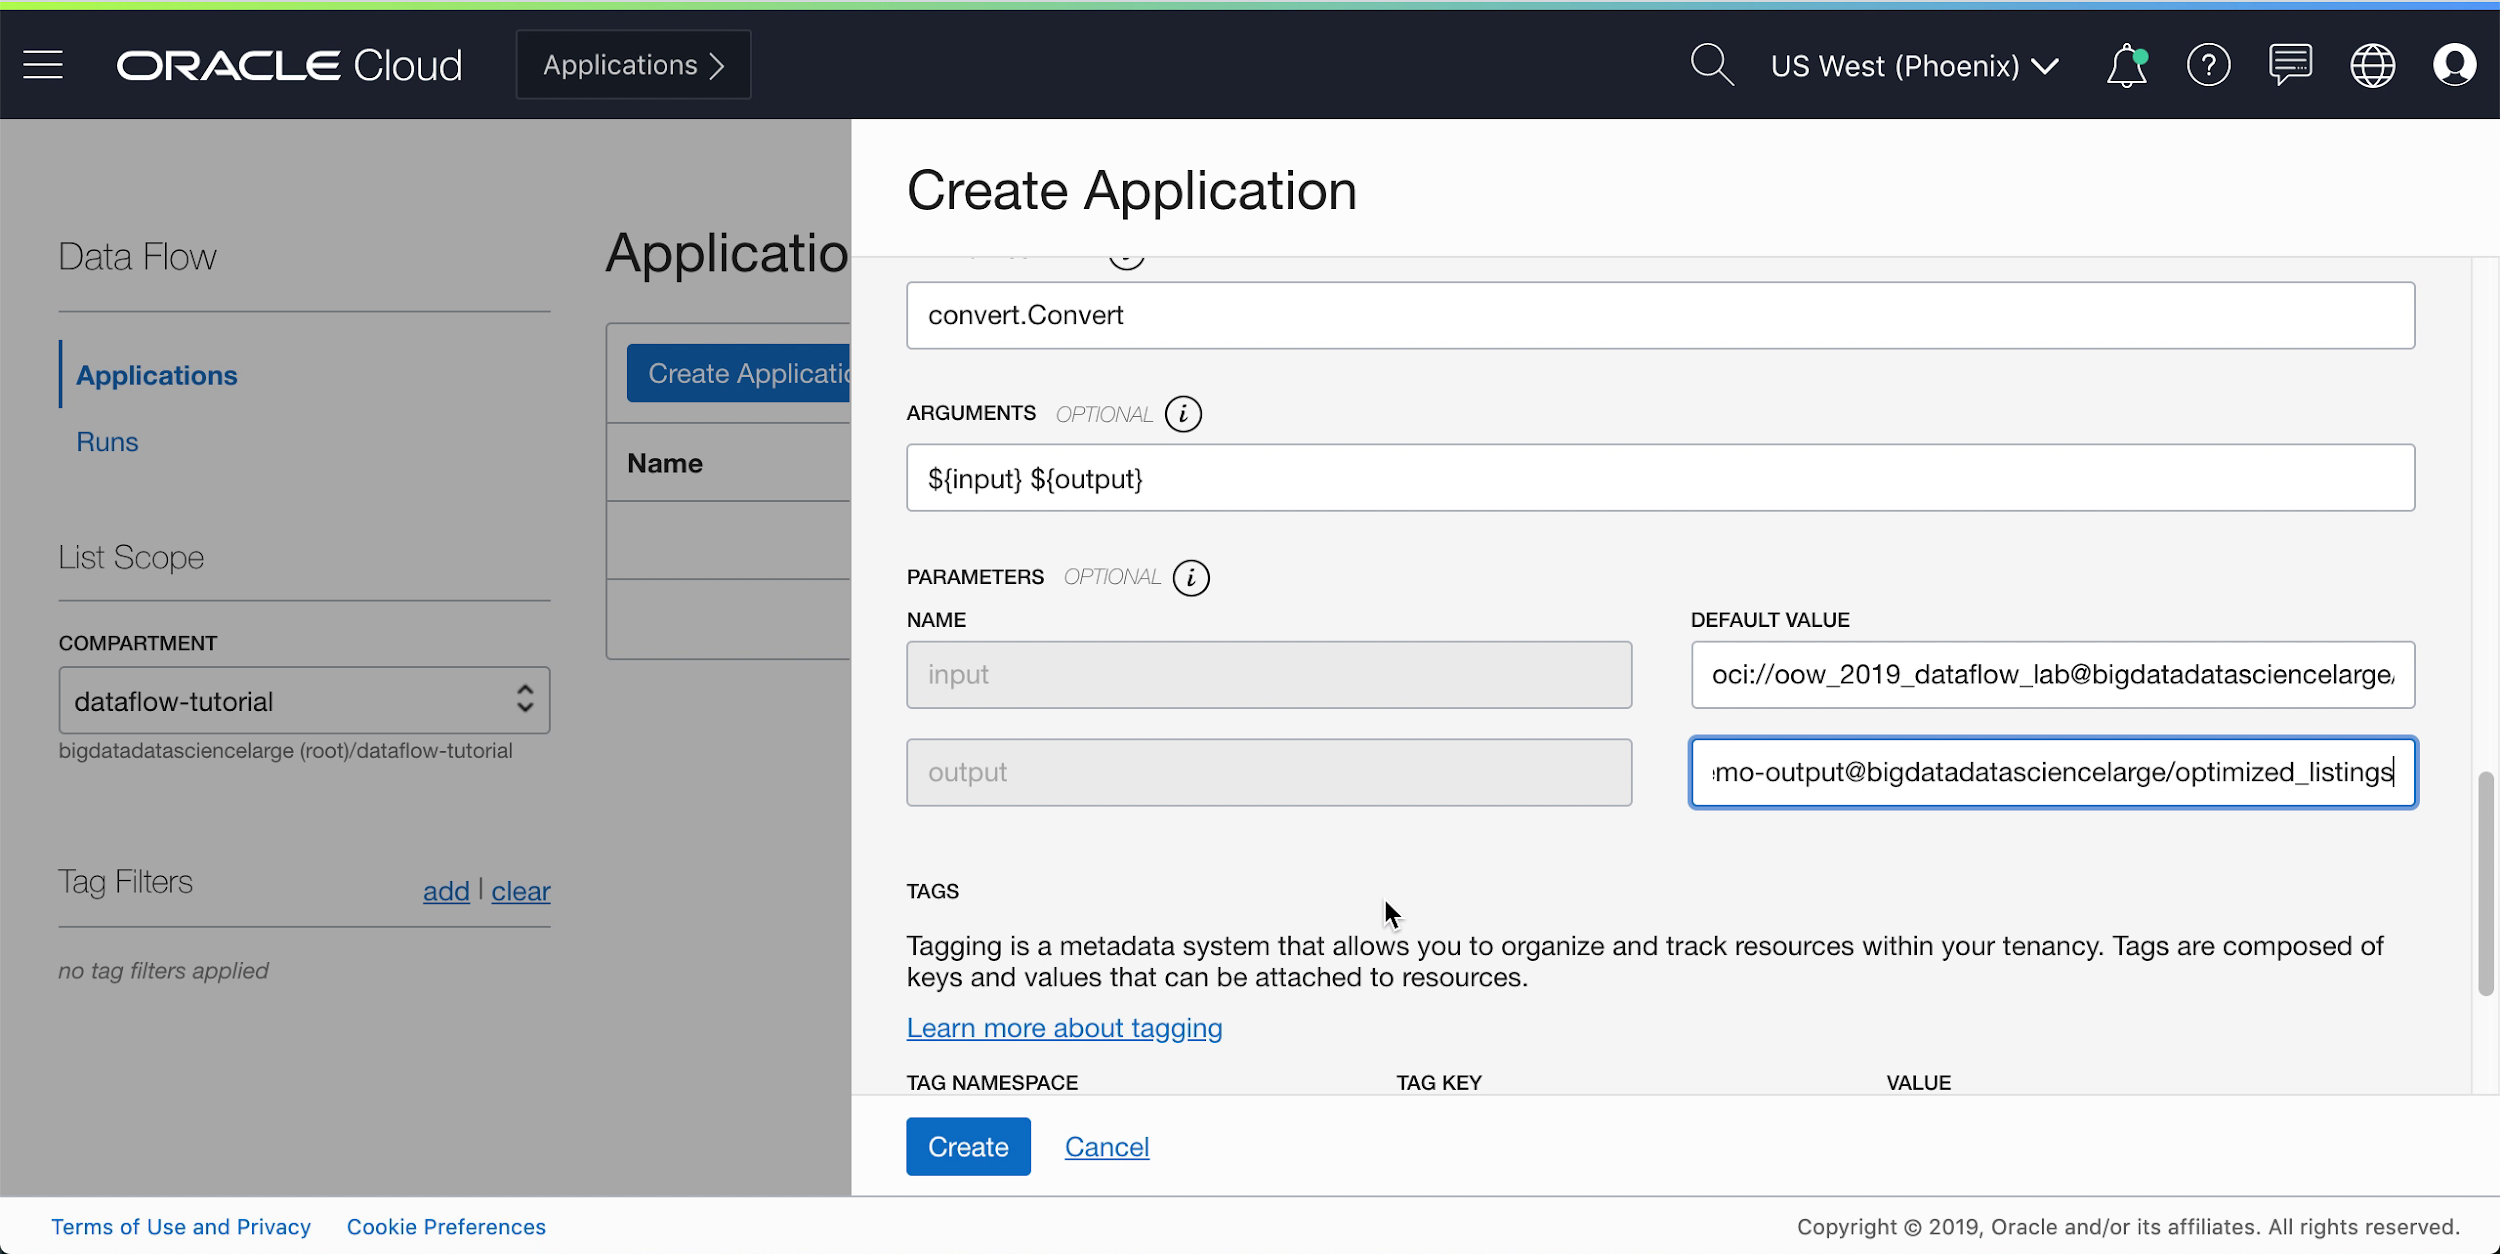 ORACLE Cloud
Applications
US West (Phoenix)
Create Application
Data Flow
Applications
Runs
List Scope
COMPARTMENT
dataflow-tutorial
bigdatadatasciencelarge (root)/dataflow-tutorial
Tag Filters
add | clear
no tag filters applied
Applicatio
Create Applicatio
Name
convert.Convert
ARGUMENTS OPTIONAL
${input} ${output}
PARAMETERS OPTIONAL
NAME
DEFAULT VALUE
input
oci://oow_2019_dataflow_lab@bigdatadatasciencelarge/
output
emo-output@bigdatadatasciencelarge/optimized_listings
TAGS
Tagging is a metadata system that allows you to organize and track resources within your tenancy. Tags are composed of
keys and values that can be attached to resources.
Learn more about tagging
TAG NAMESPACE
TAG KEY
VALUE
Create
Cancel
Terms of Use and Privacy
Cookie Preferences
Copyright © 2019, Oracle and/or its affiliates. All rights reserved.